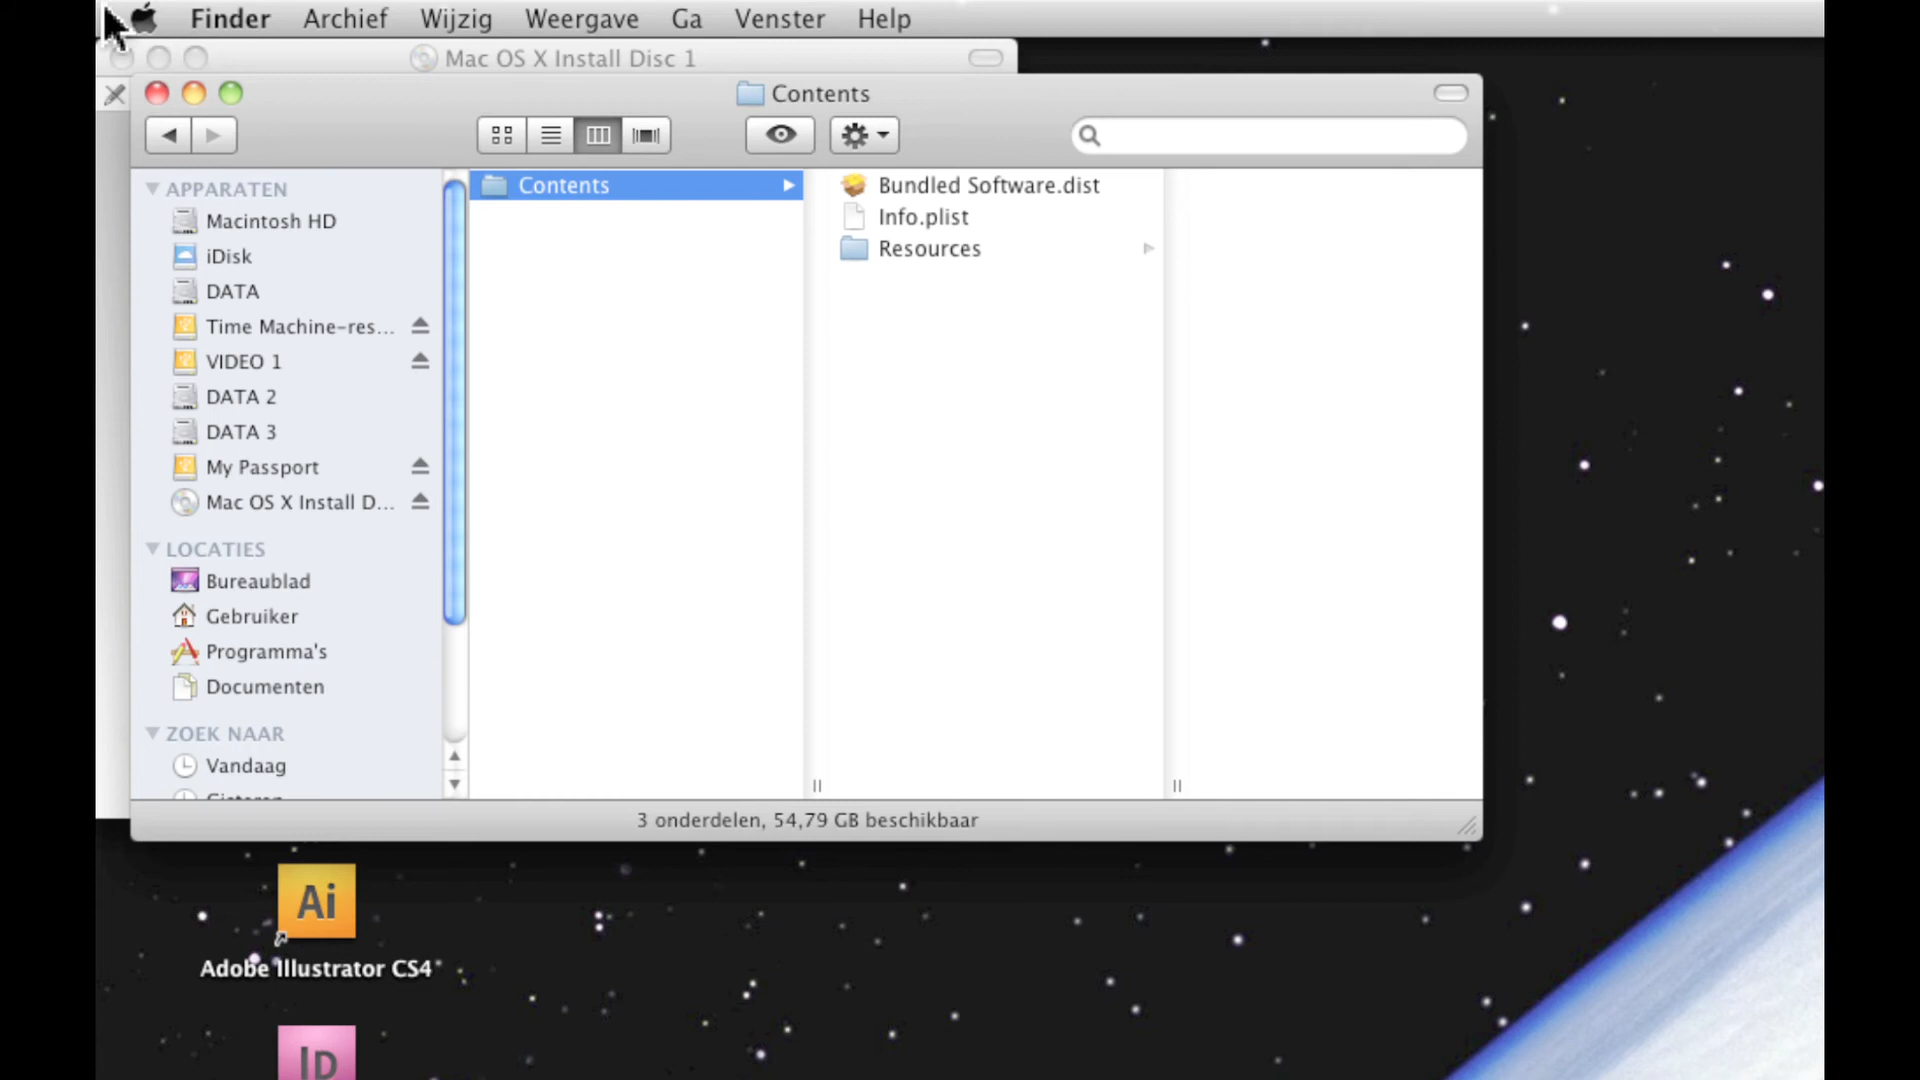 Finder Archief Wijzig Weergave Ga Venster Help
Mac OS X Install Disc 1
Contents
APPARATEN
Macintosh HD
iDisk
DATA
Time Machine-res...
VIDEO 1
DATA 2
DATA 3
My Passport
Mac OS X Install D...
LOCATIES
Bureaublad
Gebruiker
Programma's
Documenten
ZOEK NAAR
Vandaag
Gisteren
Contents
Bundled Software.dist
Info.plist
Resources
3 onderdelen, 54,79 GB beschikbaar
Ai
Adobe Illustrator CS4
ID